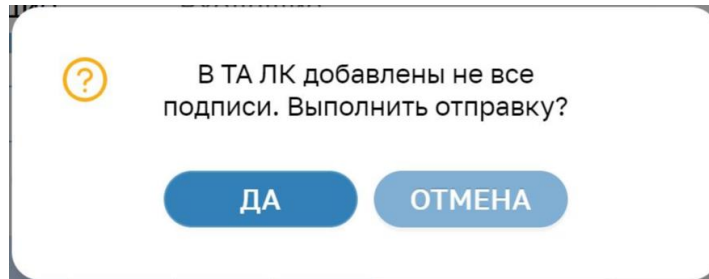 В ТА ЛК добавлены не все
подписи. Выполнить отправку?
ДА
ОТМЕНА